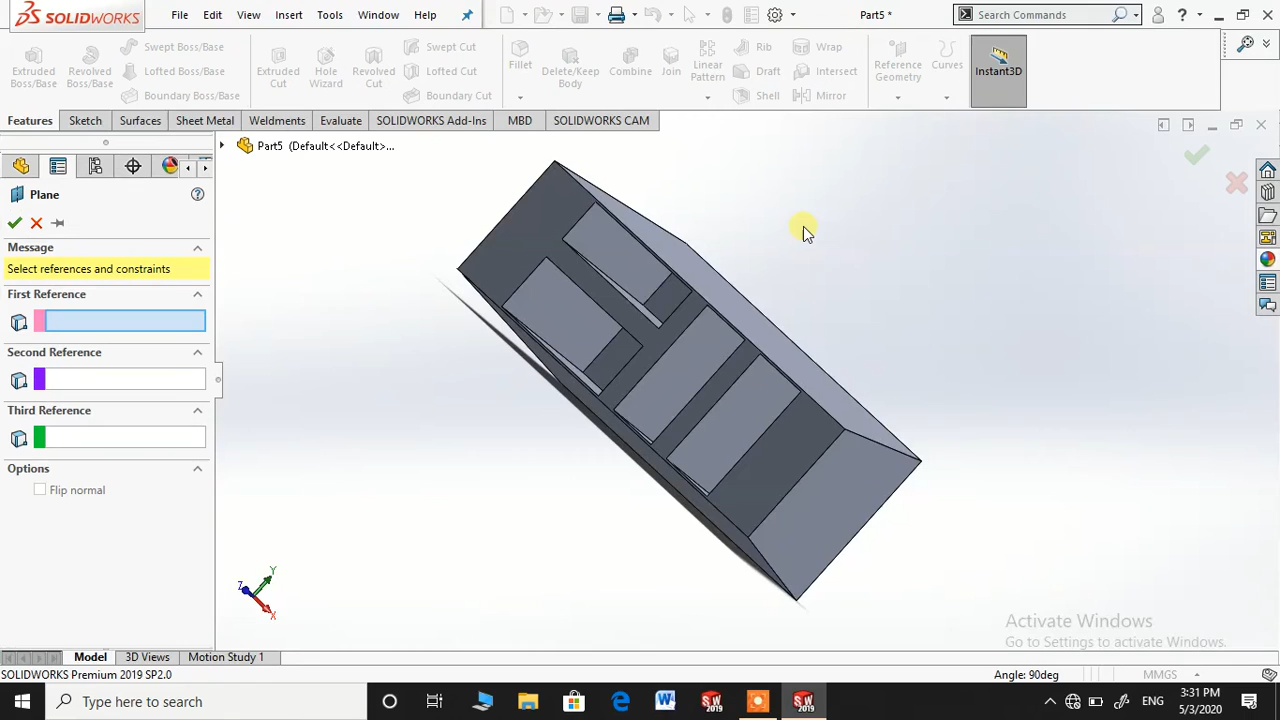 SOLIDWORKS File Edit View Insert Tools Window Help Part5 * Search Commands
Extruded Boss/Base Revolved Boss/Base Swept Boss/Base Lofted Boss/Base Boundary Boss/Base Extruded Cut Hole Wizard Revolved Cut Swept Cut Lofted Cut Boundary Cut Fillet Delete/Keep Body Combine Join Linear Pattern Rib Draft Shell Wrap Intersect Mirror Reference Geometry Curves Instant3D
Features Sketch Surfaces Sheet Metal Weldments Evaluate SOLIDWORKS Add-Ins MBD SOLIDWORKS CAM
Part5 (Default<<Default>...
Plane
Message
Select references and constraints
First Reference
Second Reference
Third Reference
Options
Flip normal
Y
Z
X
Activate Windows
Go to Settings to activate Windows.
Model 3D Views Motion Study 1
SOLIDWORKS Premium 2019 SP2.0 Angle: 90deg MMGS
Type here to search
ENG
3:31 PM
5/3/2020